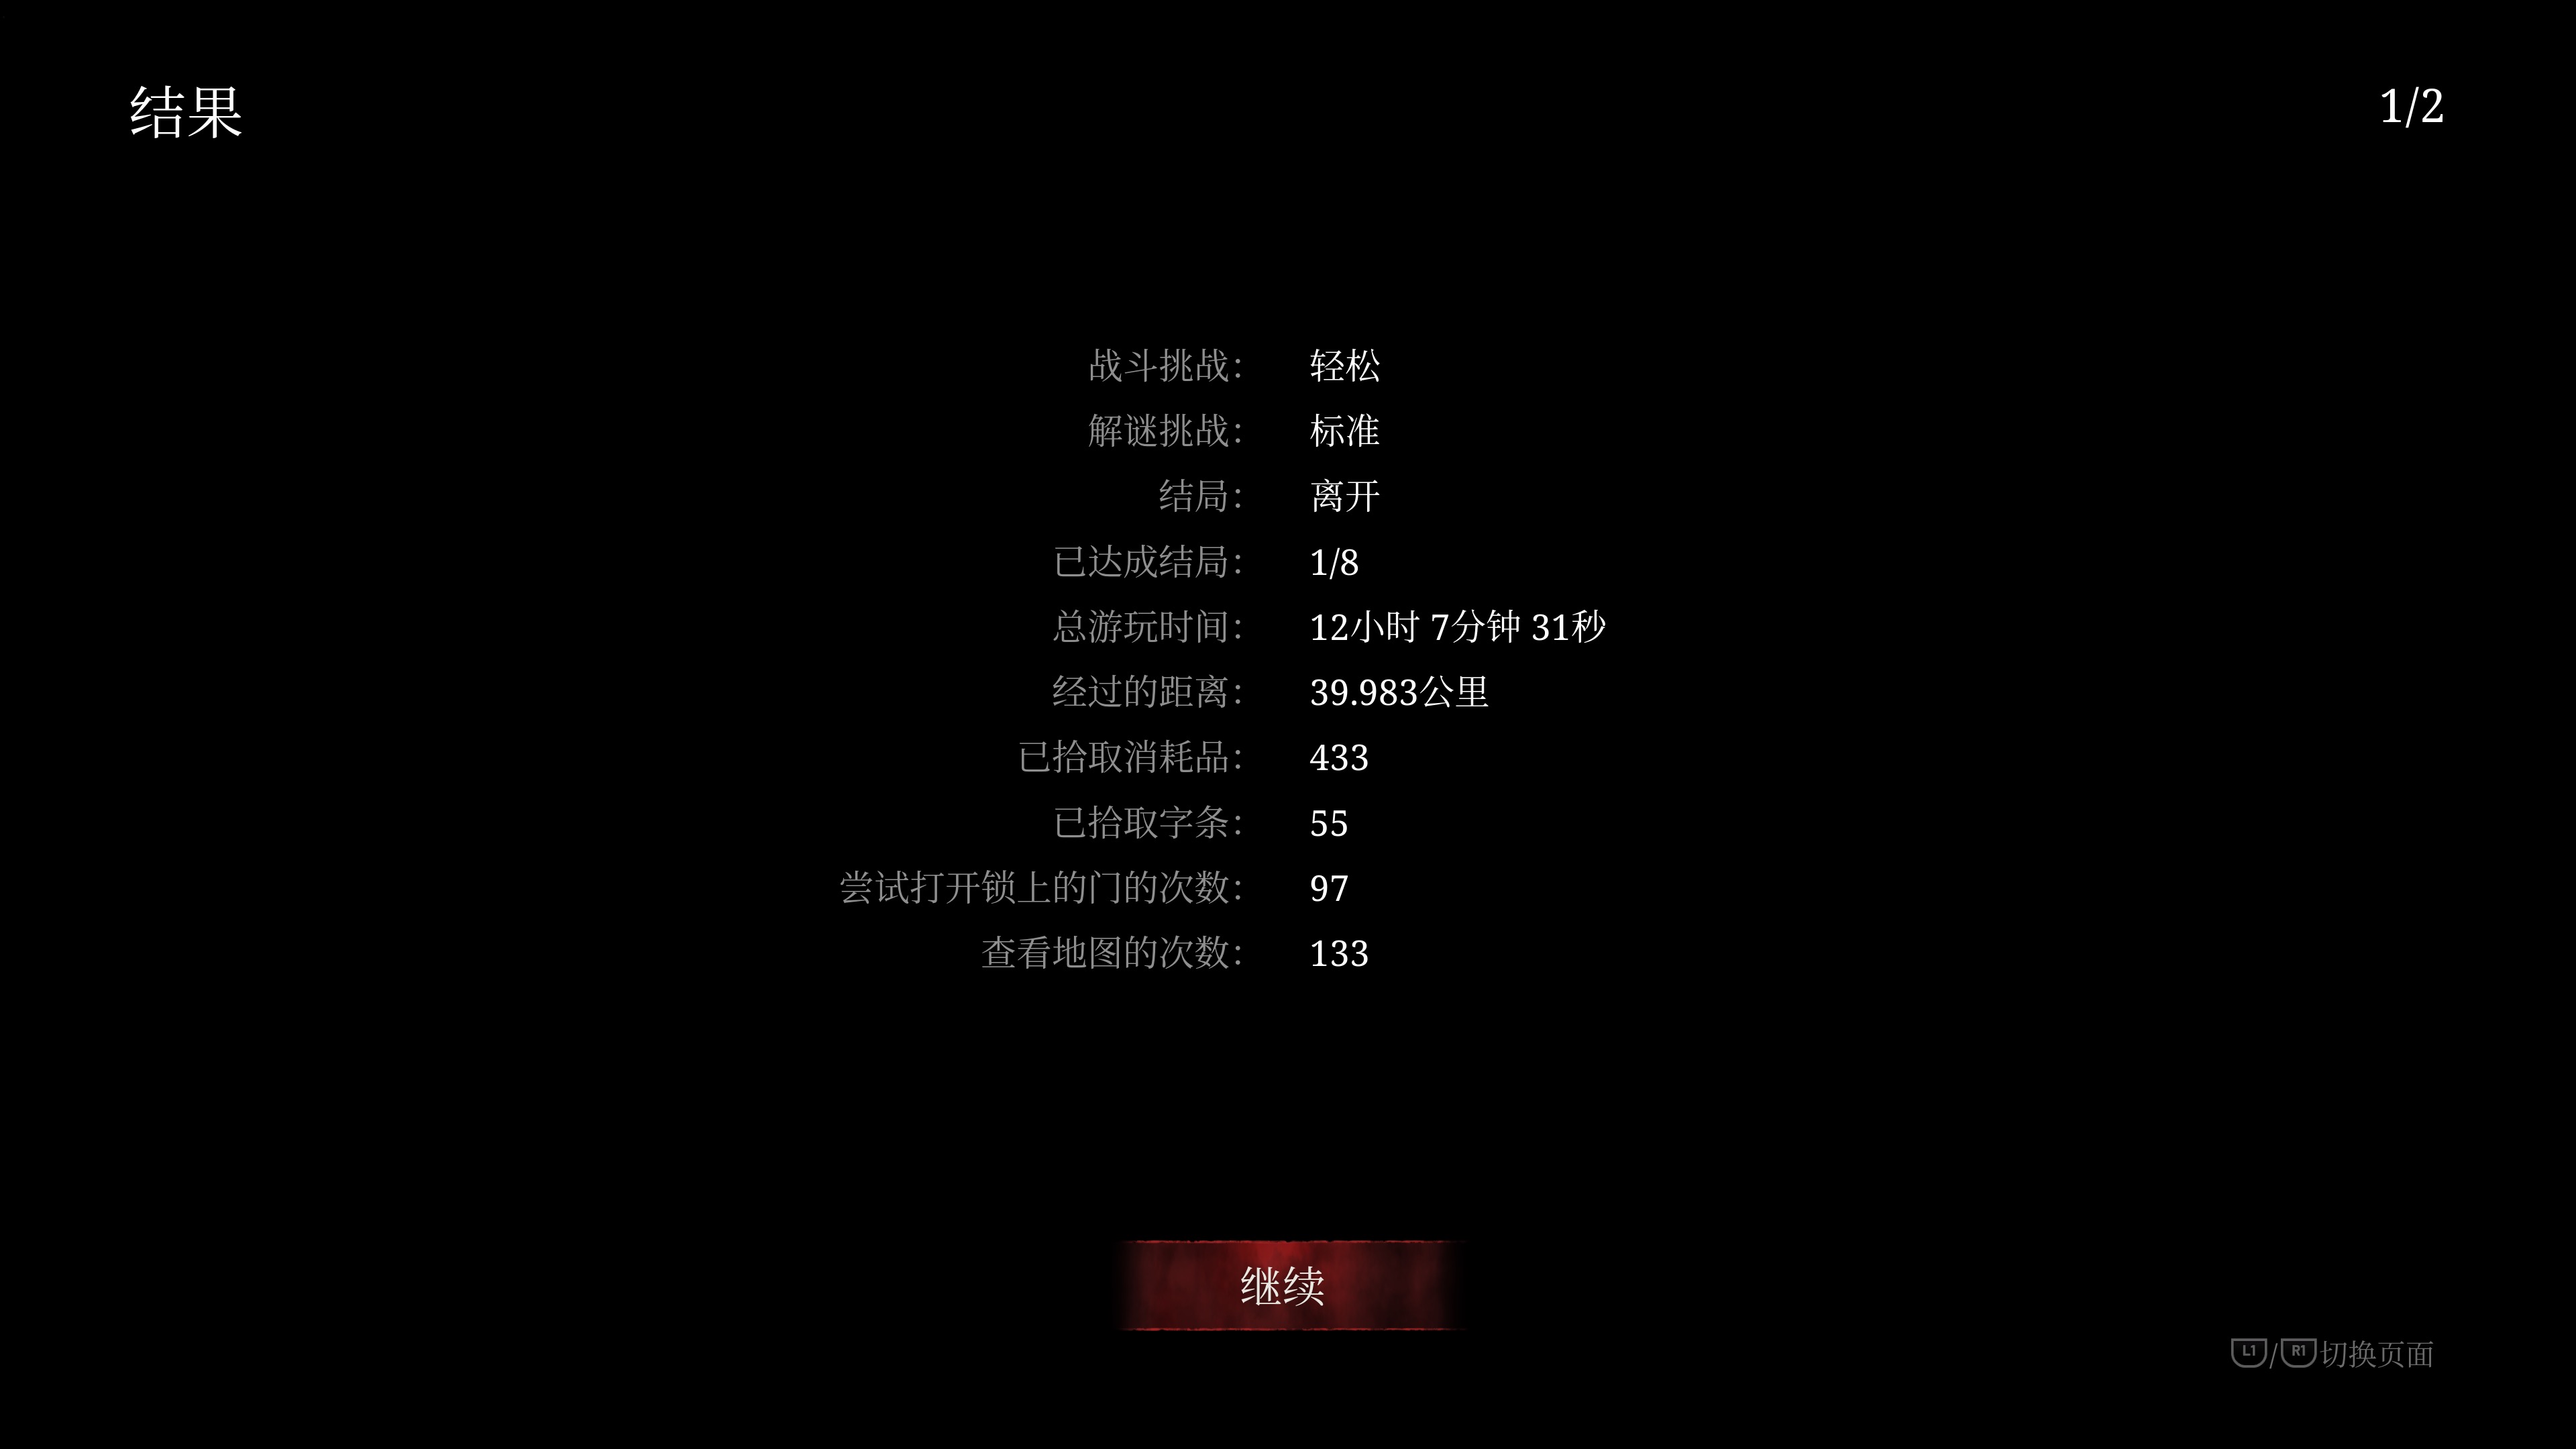 结果
1/2
战斗挑战： 轻松
解谜挑战： 标准
结局： 离开
已达成结局： 1/8
总游玩时间： 12小时 7分钟 31秒
经过的距离： 39.983公里
已拾取消耗品： 433
已拾取字条： 55
尝试打开锁上的门的次数： 97
查看地图的次数： 133
继续
L1/R1切换页面